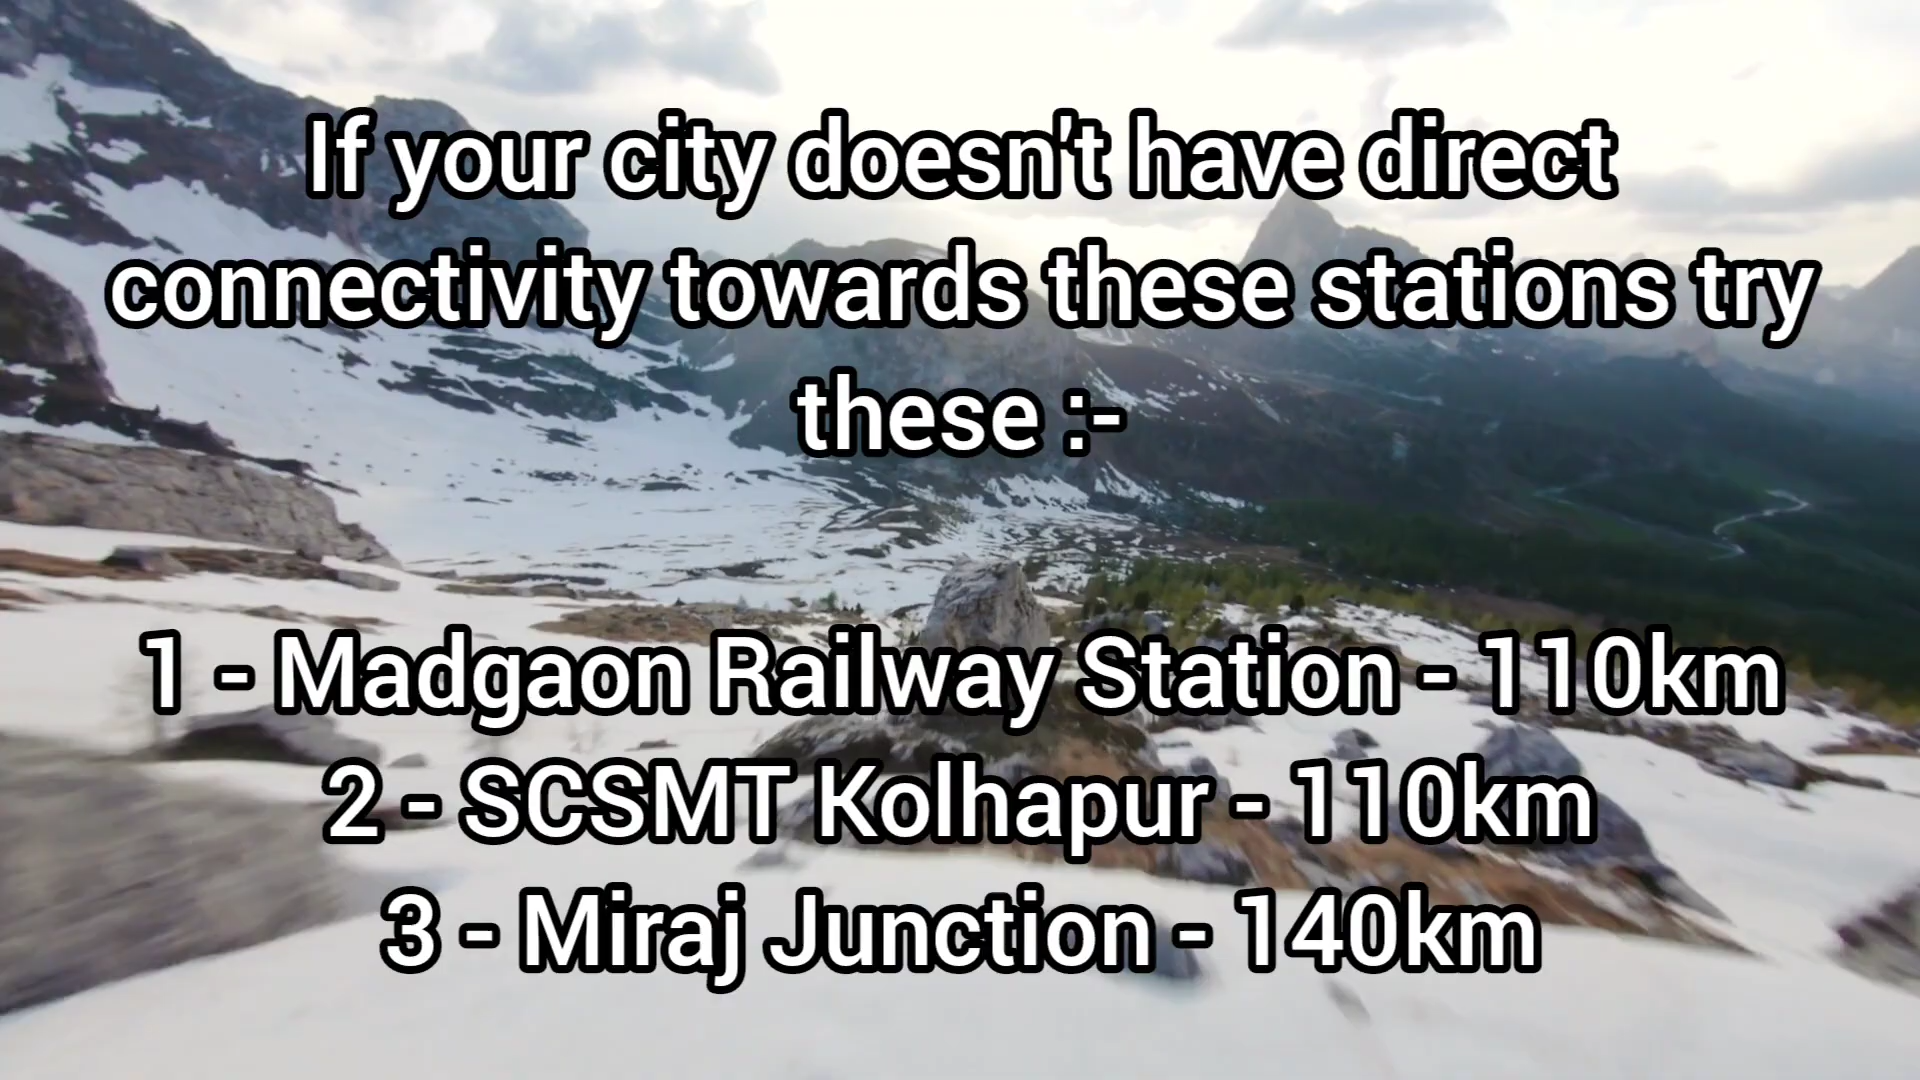 If your city doesn't have direct
connectivity towards these stations try
these :-
1 - Madgaon Railway Station - 110km
2 - SCSMT Kolhapur - 110km
3 - Miraj Junction - 140km